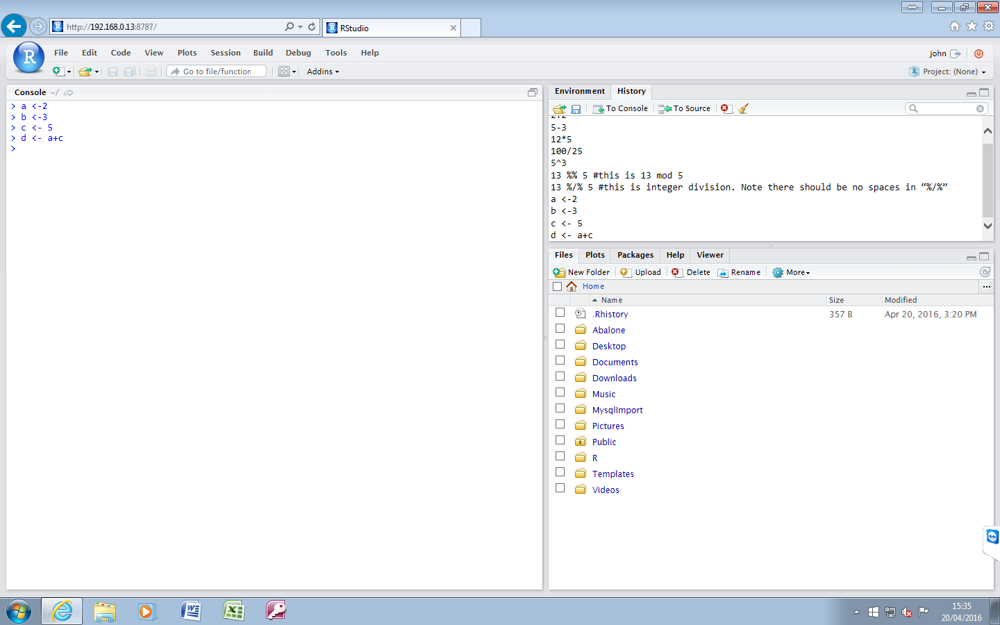 http://192.168.0.13:8787/
RStudio
R
File Edit Code View Plots Session Build Debug Tools Help
john
Go to file/function
Addins
Project: (None)
Console ~/
> a <-2
> b <-3
> c <- 5
> d <- a+c
>
Environment History
To Console To Source
2+2
5-3
12*5
100/25
5^3
13 %% 5 #this is 13 mod 5
13 %/% 5 #this is integer division. Note there should be no spaces in “%/%”
a <-2
b <-3
c <- 5
d <- a+c
Files Plots Packages Help Viewer
New Folder Upload Delete Rename More
Home ...
Name Size Modified
.Rhistory 357 B Apr 20, 2016, 3:20 PM
Abalone
Desktop
Documents
Downloads
Music
MysqlImport
Pictures
Public
R
Templates
Videos
15:35
20/04/2016